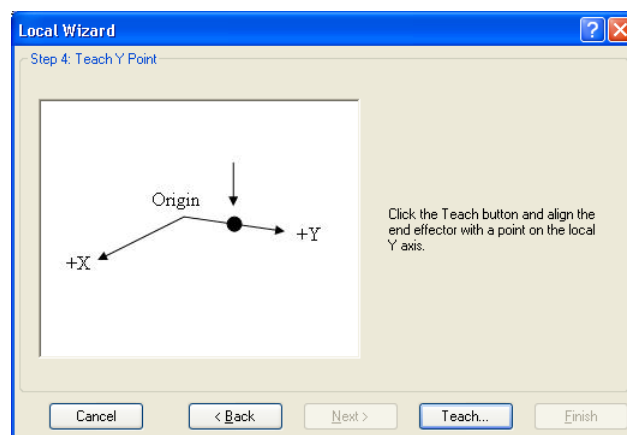 Local Wizard
Step 4: Teach Y Point
Origin
+Y
+X
Click the Teach button and align the
end effector with a point on the local
Y axis.
Cancel
< Back
Next >
Teach...
Finish